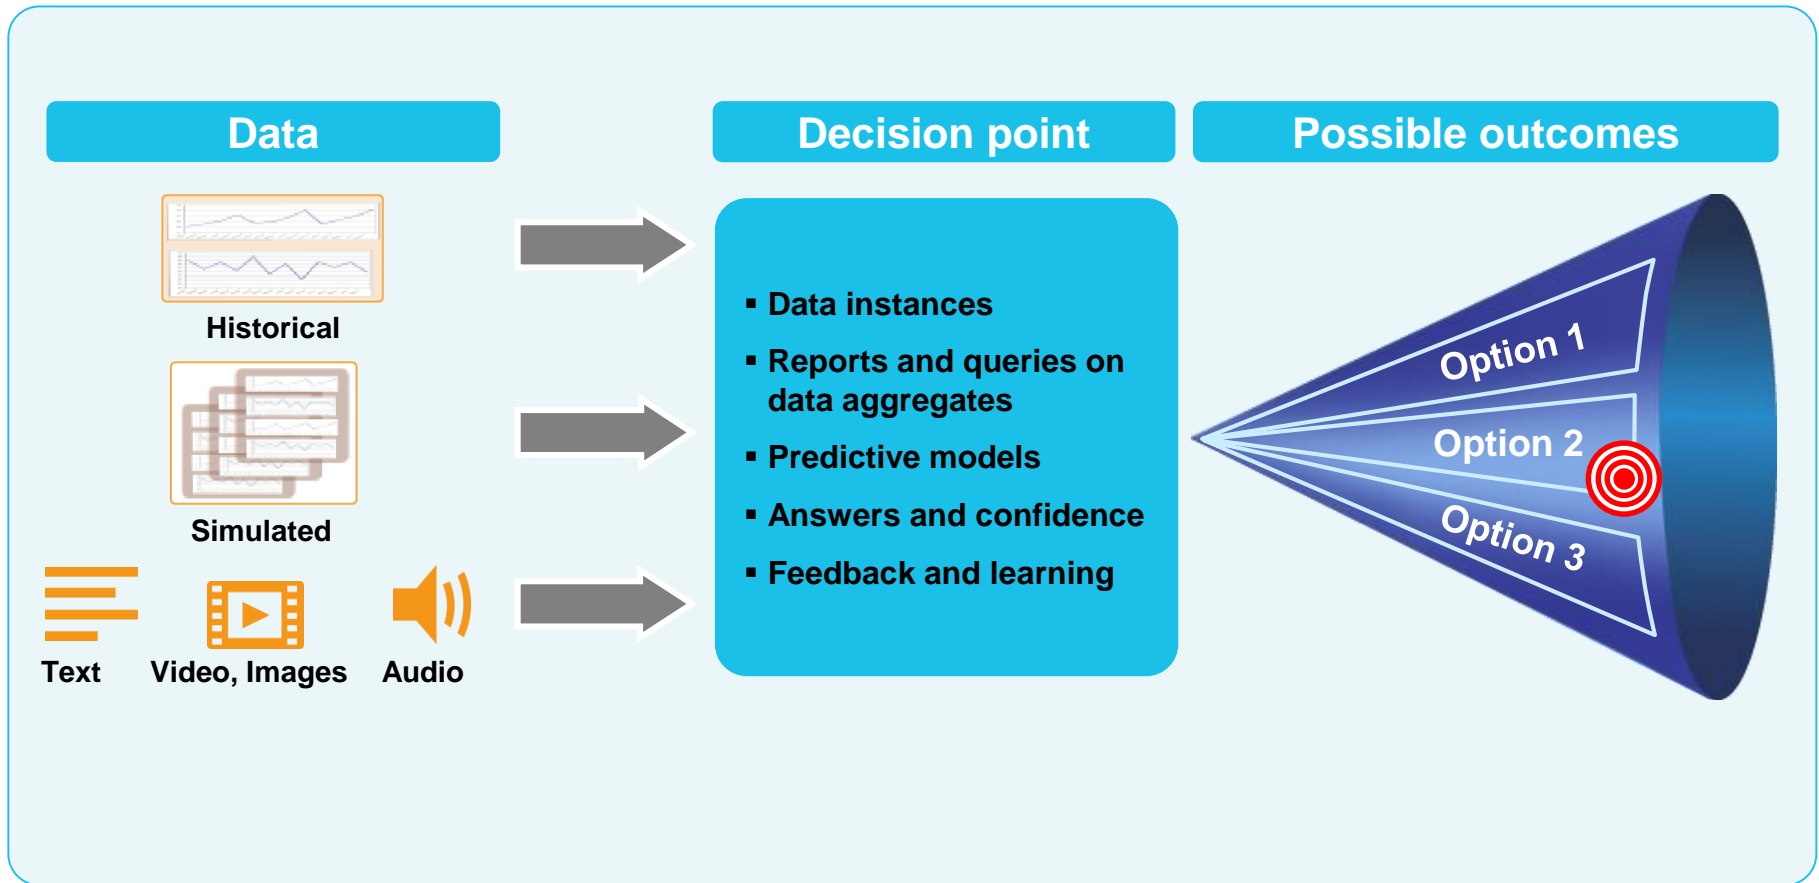 Data
Decision point
Possible outcomes
Historical
Simulated
Text
Video, Images
Audio
▪ Data instances
▪ Reports and queries on
data aggregates
▪ Predictive models
▪ Answers and confidence
▪ Feedback and learning
Option 1
Option 2
Option 3